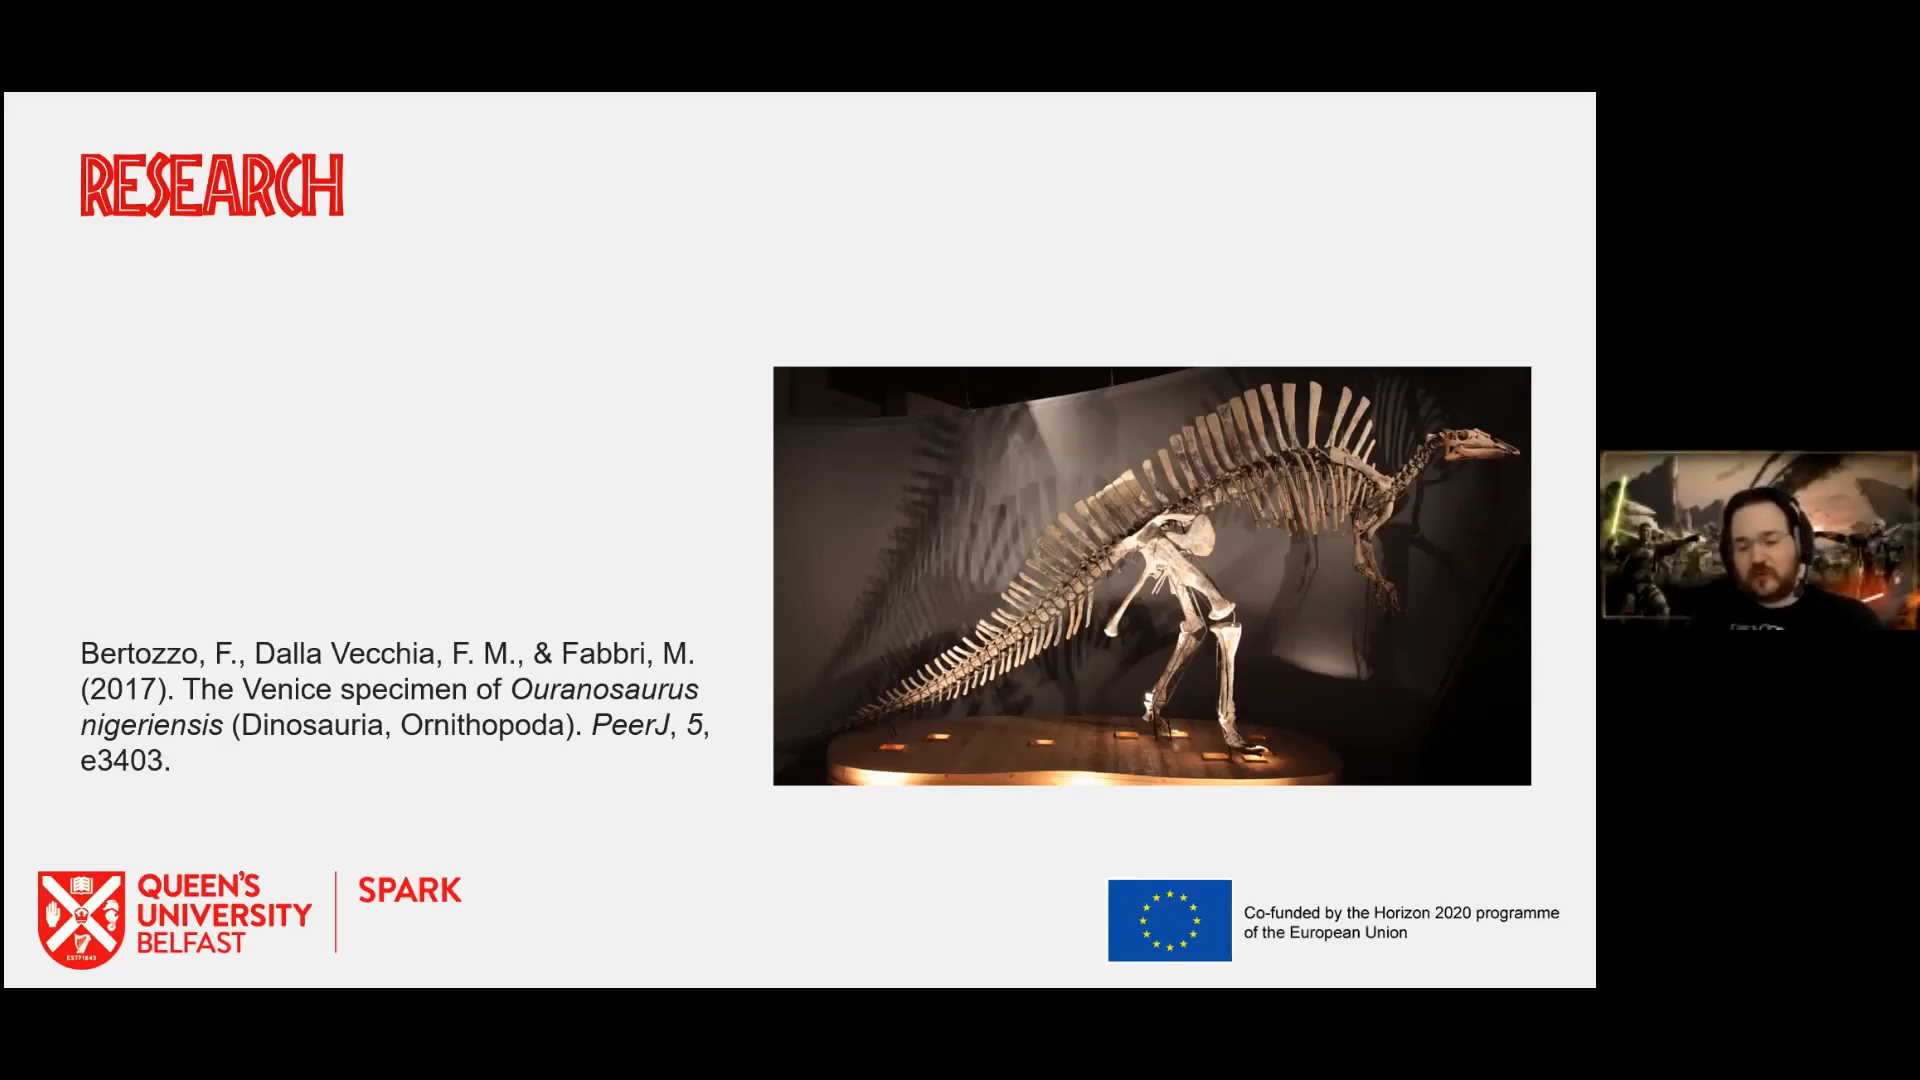 RESEARCH
Bertozzo, F., Dalla Vecchia, F. M., & Fabbri, M.
(2017). The Venice specimen of Ouranosaurus
nigeriensis (Dinosauria, Ornithopoda). PeerJ, 5,
e3403.
QUEEN'S
UNIVERSITY
BELFAST
ESTD1845
SPARK
Co-funded by the Horizon 2020 programme
of the European Union